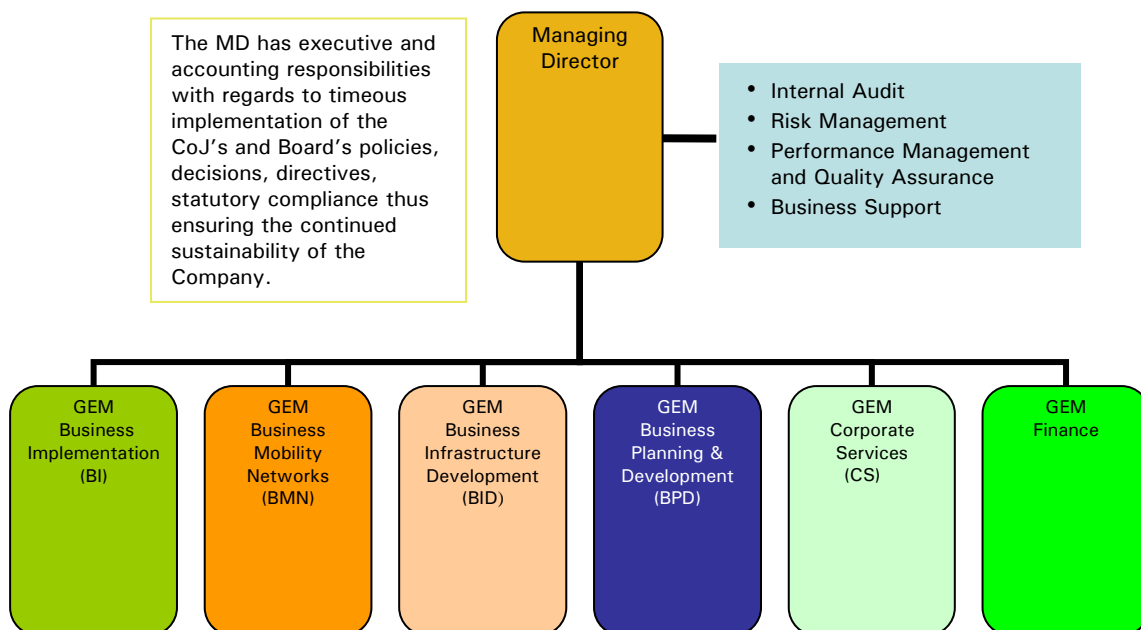 The MD has executive and
accounting responsibilities
with regards to timeous
implementation of the
CoJ's and Board's policies,
decisions, directives,
statutory compliance thus
ensuring the continued
sustainability of the
Company.
Managing
Director
• Internal Audit
• Risk Management
• Performance Management
and Quality Assurance
• Business Support
GEM
Business
Implementation
(BI)
GEM
Business
Mobility
Networks
(BMN)
GEM
Business
Infrastructure
Development
(BID)
GEM
Business
Planning &
Development
(BPD)
GEM
Corporate
Services
(CS)
GEM
Finance